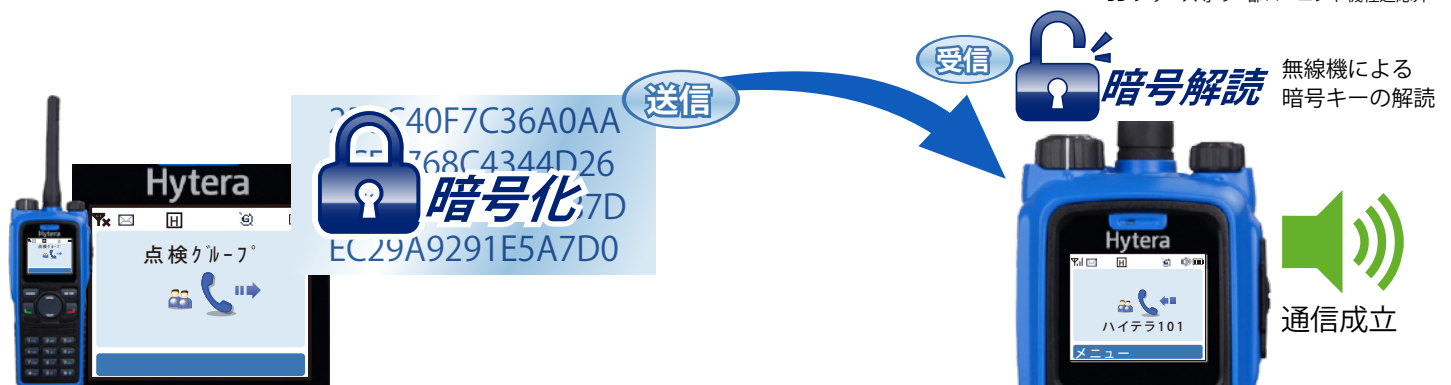 受信
暗号解読
無線機による
暗号キーの解読
送信
40F7C36A0AA
768C4344D26
暗号化
7D
EC29A9291E5A7D0
Hytera
H
点検グループ
Hytera
Hytera
H
ハイテラ101
メニュー
通信成立